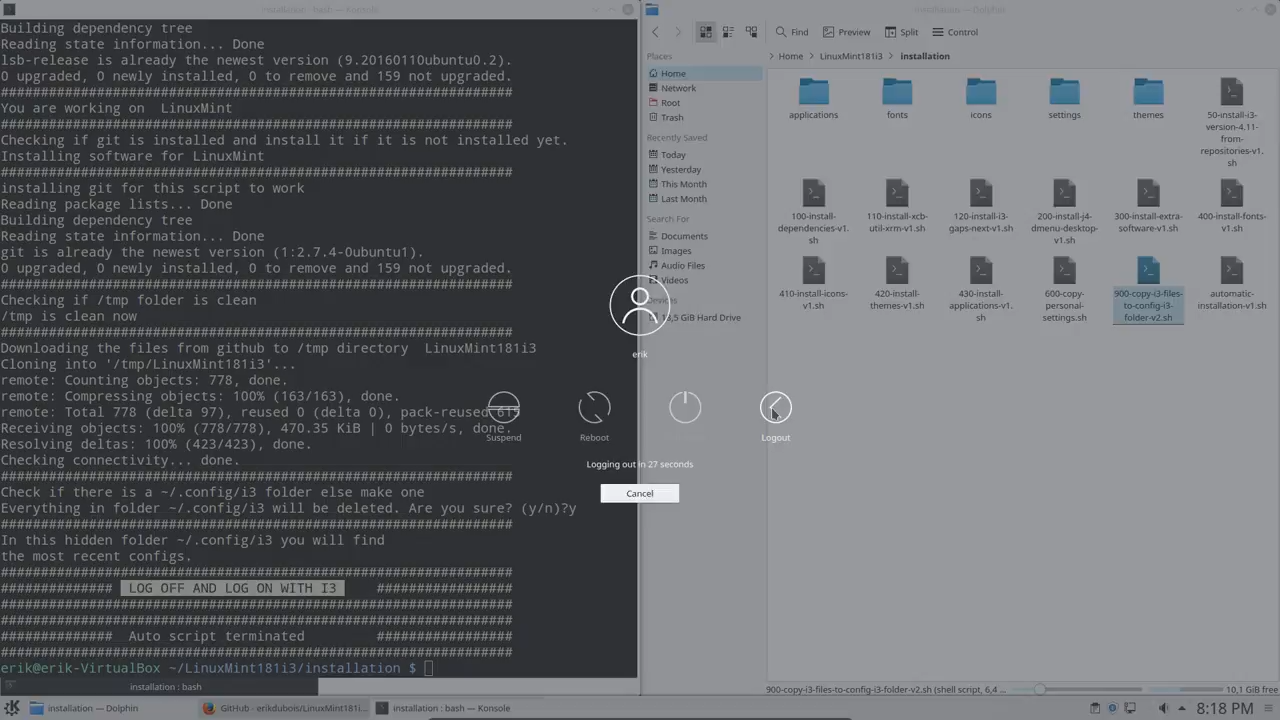 installation : bash — Konsole
Building dependency tree
Reading state information... Done
lsb-release is already the newest version (9.20160110ubuntu0.2).
0 upgraded, 0 newly installed, 0 to remove and 159 not upgraded.
################################################################
You are working on  LinuxMint
################################################################
Checking if git is installed and install it if it is not installed yet.
Installing software for LinuxMint
################################################################
installing git for this script to work
Reading package lists... Done
Building dependency tree
Reading state information... Done
git is already the newest version (1:2.7.4-0ubuntu1).
0 upgraded, 0 newly installed, 0 to remove and 159 not upgraded.
################################################################
Checking if /tmp folder is clean
/tmp is clean now
################################################################
Downloading the files from github to /tmp directory  LinuxMint181i3
Cloning into '/tmp/LinuxMint181i3'...
remote: Counting objects: 778, done.
remote: Compressing objects: 100% (163/163), done.
remote: Total 778 (delta 97), reused 0 (delta 0), pack-reused 615
Receiving objects: 100% (778/778), 470.35 KiB | 0 bytes/s, done.
Resolving deltas: 100% (423/423), done.
Checking connectivity... done.
################################################################
Check if there is a ~/.config/i3 folder else make one
Everything in folder ~/.config/i3 will be deleted. Are you sure? (y/n)?y
################################################################
In this hidden folder ~/.config/i3 you will find
the most recent configs.
################################################################
############## LOG OFF AND LOG ON WITH I3 #################
################################################################
################################################################
############## Auto script terminated #################
################################################################
erik@erik-VirtualBox ~/LinuxMint181i3/installation $
installation : bash
installation — Dolphin
Find
Preview
Split
Control
Places
Home
Network
Root
Trash
Recently Saved
Today
Yesterday
This Month
Last Month
Search For
Documents
Images
Audio Files
Videos
Devices
13,5 GiB Hard Drive
> Home > LinuxMint181i3 > installation
applications
fonts
icons
settings
themes
50-install-i3-
version-4.11-
from-
repositories-v1.
sh
100-install-
dependencies-v1.
sh
110-install-xcb-
util-xrm-v1.sh
120-install-i3-
gaps-next-v1.sh
200-install-j4-
dmenu-desktop-
v1.sh
300-install-extra-
software-v1.sh
400-install-fonts-
v1.sh
410-install-icons-
v1.sh
420-install-
themes-v1.sh
430-install-
applications-v1.
sh
600-copy-
personal-
settings.sh
900-copy-i3-files-
to-config-i3-
folder-v2.sh
automatic-
installation-v1.sh
900-copy-i3-files-to-config-i3-folder-v2.sh (shell script, 6,4 ...
10,1 GiB free
erik
Suspend
Reboot
Logout
Logging out in 27 seconds
Cancel
installation — Dolphin
GitHub - erikdubois/LinuxMint181i...
installation : bash — Konsole
8:18 PM